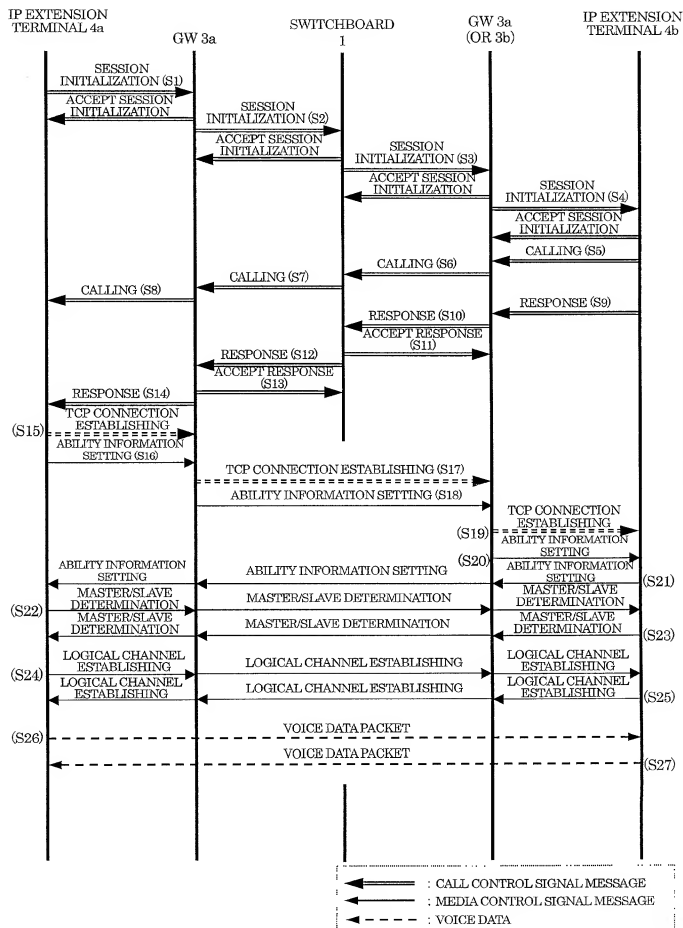 IP EXTENSION
TERMINAL 4a
GW 3a
SWITCHBOARD
1
GW 3a
(OR 3b)
IP EXTENSION
TERMINAL 4b
SESSION
INITIALIZATION (S1)
ACCEPT SESSION
INITIALIZATION
SESSION
INITIALIZATION (S2)
ACCEPT SESSION
INITIALIZATION
SESSION
INITIALIZATION (S3)
ACCEPT SESSION
INITIALIZATION
SESSION
INITIALIZATION (S4)
ACCEPT SESSION
INITIALIZATION
CALLING (S5)
CALLING (S6)
CALLING (S7)
CALLING (S8)
RESPONSE (S9)
RESPONSE (S10)
ACCEPT RESPONSE
(S11)
RESPONSE (S12)
ACCEPT RESPONSE
(S13)
RESPONSE (S14)
TCP CONNECTION
ESTABLISHING
(S15)
ABILITY INFORMATION
SETTING (S16)
TCP CONNECTION ESTABLISHING (S17)
ABILITY INFORMATION SETTING (S18)
TCP CONNECTION
ESTABLISHING
(S19)
ABILITY INFORMATION
SETTING
(S20)
ABILITY INFORMATION
SETTING
ABILITY INFORMATION SETTING
ABILITY INFORMATION
SETTING
(S21)
MASTER/SLAVE
DETERMINATION
(S22)
MASTER/SLAVE DETERMINATION
MASTER/SLAVE
DETERMINATION
MASTER/SLAVE
DETERMINATION
MASTER/SLAVE DETERMINATION
MASTER/SLAVE
DETERMINATION
(S23)
LOGICAL CHANNEL
ESTABLISHING
(S24)
LOGICAL CHANNEL ESTABLISHING
LOGICAL CHANNEL
ESTABLISHING
LOGICAL CHANNEL
ESTABLISHING
LOGICAL CHANNEL ESTABLISHING
LOGICAL CHANNEL
ESTABLISHING
(S25)
(S26)
VOICE DATA PACKET
VOICE DATA PACKET
(S27)
: CALL CONTROL SIGNAL MESSAGE
: MEDIA CONTROL SIGNAL MESSAGE
: VOICE DATA